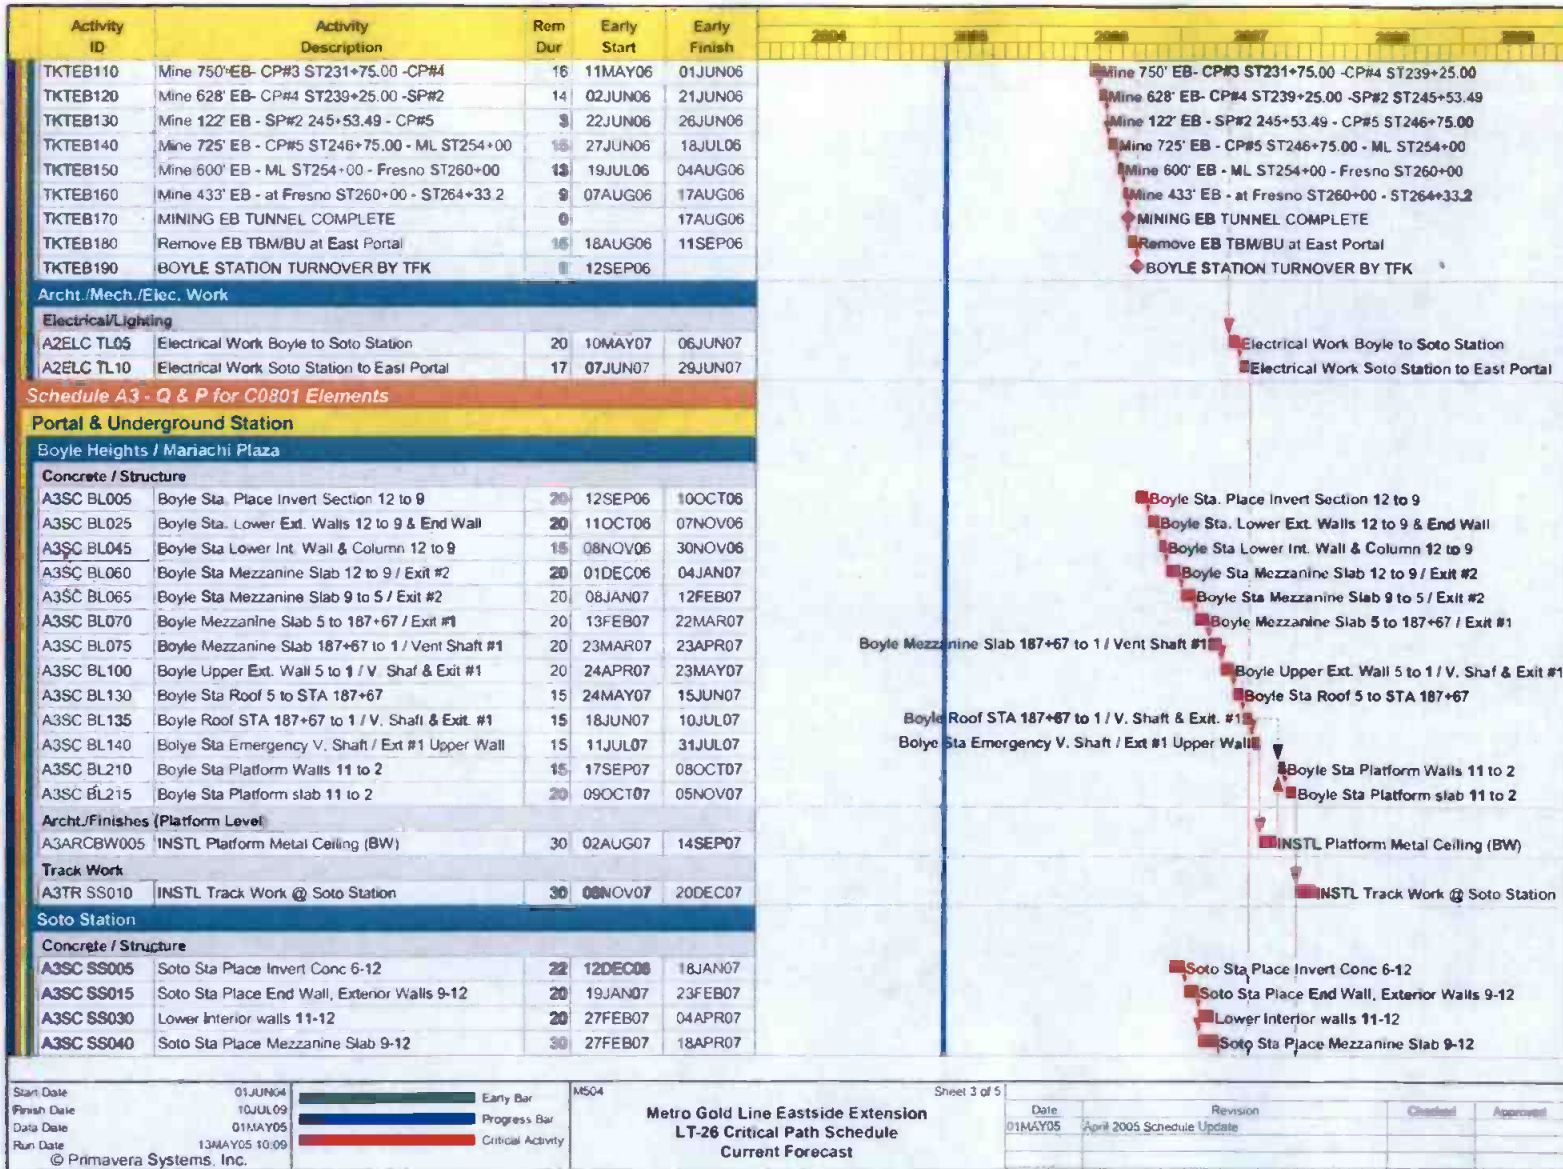 Activity ID Activity Description Rem Dur Early Start Early Finish 2004 2005 2006 2007 2008 2009
TKTEB110 Mine 750' EB- CP#3 ST231+75.00 -CP#4 16 11MAY06 01JUN06 Mine 750' EB- CP#3 ST231+75.00 -CP#4 ST239+25.00
TKTEB120 Mine 628' EB- CP#4 ST239+25.00 -SP#2 14 02JUN06 21JUN06 Mine 628' EB- CP#4 ST239+25.00 -SP#2 ST245+53.49
TKTEB130 Mine 122' EB - SP#2 245+53.49 - CP#5 3 22JUN06 26JUN06 Mine 122' EB - SP#2 245+53.49 - CP#5 ST246+75.00
TKTEB140 Mine 725' EB - CP#5 ST246+75.00 - ML ST254+00 15 27JUN06 18JUL06 Mine 725' EB - CP#5 ST246+75.00 - ML ST254+00
TKTEB150 Mine 600' EB - ML ST254+00 - Fresno ST260+00 13 19JUL06 04AUG06 Mine 600' EB - ML ST254+00 - Fresno ST260+00
TKTEB160 Mine 433' EB - at Fresno ST260+00 - ST264+33.2 9 07AUG06 17AUG06 Mine 433' EB - at Fresno ST260+00 - ST264+33.2
TKTEB170 MINING EB TUNNEL COMPLETE 0 17AUG06 MINING EB TUNNEL COMPLETE
TKTEB180 Remove EB TBM/BU at East Portal 18AUG06 11SEP06 Remove EB TBM/BU at East Portal
TKTEB190 BOYLE STATION TURNOVER BY TFK 12SEP06 BOYLE STATION TURNOVER BY TFK
Archt./Mech./Elec. Work
Electrical/Lighting
A2ELC TL05 Electrical Work Boyle to Soto Station 20 10MAY07 06JUN07 Electrical Work Boyle to Soto Station
A2ELC TL10 Electrical Work Soto Station to East Portal 17 07JUN07 29JUN07 Electrical Work Soto Station to East Portal
Schedule A3 - Q & P for C0801 Elements
Portal & Underground Station
Boyle Heights / Mariachi Plaza
Concrete / Structure
A3SC BL005 Boyle Sta. Place Invert Section 12 to 9 20 12SEP06 10OCT06 Boyle Sta. Place Invert Section 12 to 9
A3SC BL025 Boyle Sta. Lower Ext. Walls 12 to 9 & End Wall 20 11OCT06 07NOV06 Boyle Sta. Lower Ext. Walls 12 to 9 & End Wall
A3SC BL045 Boyle Sta Lower Int. Wall & Column 12 to 9 15 08NOV06 30NOV06 Boyle Sta Lower Int. Wall & Column 12 to 9
A3SC BL060 Boyle Sta Mezzanine Slab 12 to 9 / Exit #2 20 01DEC06 04JAN07 Boyle Sta Mezzanine Slab 12 to 9 / Exit #2
A3SC BL065 Boyle Sta Mezzanine Slab 9 to 5 / Exit #2 20 08JAN07 12FEB07 Boyle Sta Mezzanine Slab 9 to 5 / Exit #2
A3SC BL070 Boyle Mezzanine Slab 5 to 187+67 / Exit #1 20 13FEB07 22MAR07 Boyle Mezzanine Slab 5 to 187+67 / Exit #1
A3SC BL075 Boyle Mezzanine Slab 187+67 to 1 / Vent Shaft #1 20 23MAR07 23APR07 Boyle Mezzanine Slab 187+67 to 1 / Vent Shaft #1
A3SC BL100 Boyle Upper Ext. Wall 5 to 1 / V. Shaf & Exit #1 20 24APR07 23MAY07 Boyle Upper Ext. Wall 5 to 1 / V. Shaf & Exit #1
A3SC BL130 Boyle Sta Roof 5 to STA 187+67 15 24MAY07 15JUN07 Boyle Sta Roof 5 to STA 187+67
A3SC BL135 Boyle Roof STA 187+67 to 1 / V. Shaft & Exit. #1 15 18JUN07 10JUL07 Boyle Roof STA 187+67 to 1 / V. Shaft & Exit. #1
A3SC BL140 Bolye Sta Emergency V. Shaft / Ext #1 Upper Wall 15 11JUL07 31JUL07 Bolye Sta Emergency V. Shaft / Ext #1 Upper Wall
A3SC BL210 Boyle Sta Platform Walls 11 to 2 15 17SEP07 08OCT07 Boyle Sta Platform Walls 11 to 2
A3SC BL215 Boyle Sta Platform slab 11 to 2 20 09OCT07 05NOV07 Boyle Sta Platform slab 11 to 2
Archt./Finishes (Platform Level
A3ARCBW005 INSTL Platform Metal Ceiling (BW) 30 02AUG07 14SEP07 INSTL Platform Metal Ceiling (BW)
Track Work
A3TR SS010 INSTL Track Work @ Soto Station 30 08NOV07 20DEC07 INSTL Track Work @ Soto Station
Soto Station
Concrete / Structure
A3SC SS005 Soto Sta Place Invert Conc 6-12 22 12DEC06 18JAN07 Soto Sta Place Invert Conc 6-12
A3SC SS015 Soto Sta Place End Wall, Exterior Walls 9-12 20 19JAN07 23FEB07 Soto Sta Place End Wall, Exterior Walls 9-12
A3SC SS030 Lower Interior walls 11-12 20 27FEB07 04APR07 Lower Interior walls 11-12
A3SC SS040 Soto Sta Place Mezzanine Slab 9-12 30 27FEB07 18APR07 Soto Sta Place Mezzanine Slab 9-12
Start Date 01JUN04
Finish Date 10JUL09
Data Date 01MAY05
Run Date 13MAY05 10:09
© Primavera Systems, Inc.
Early Bar
Progress Bar
Critical Activity
M504 Sheet 3 of 5
Metro Gold Line Eastside Extension
LT-26 Critical Path Schedule
Current Forecast
Date Revision Checked Approved
01MAY05 April 2005 Schedule Update